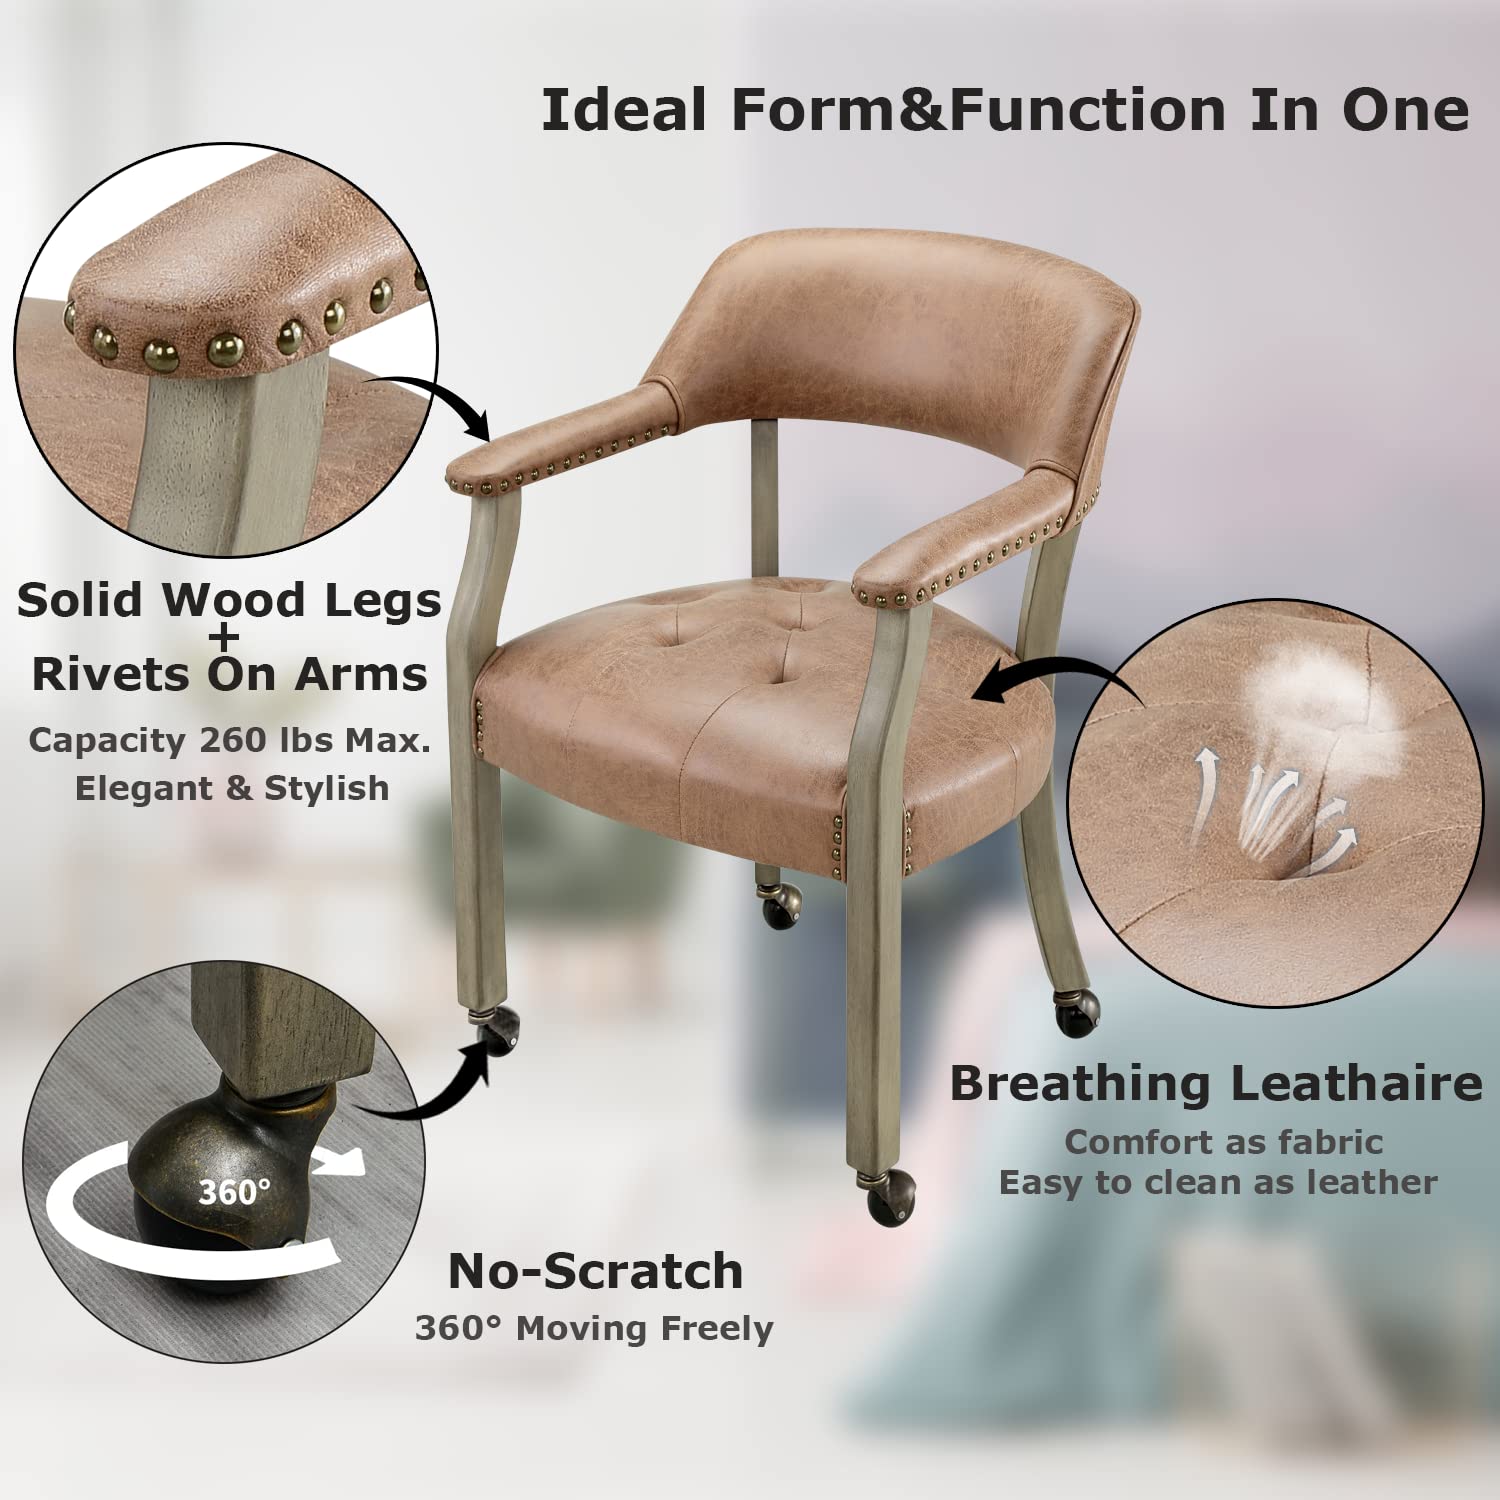 Ideal Form&Function In One
Solid Wood Legs
+
Rivets On Arms
Capacity 260 lbs Max.
Elegant & Stylish
Breathing Leathaire
Comfort as fabric
Easy to clean as leather
360°
No-Scratch
360° Moving Freely